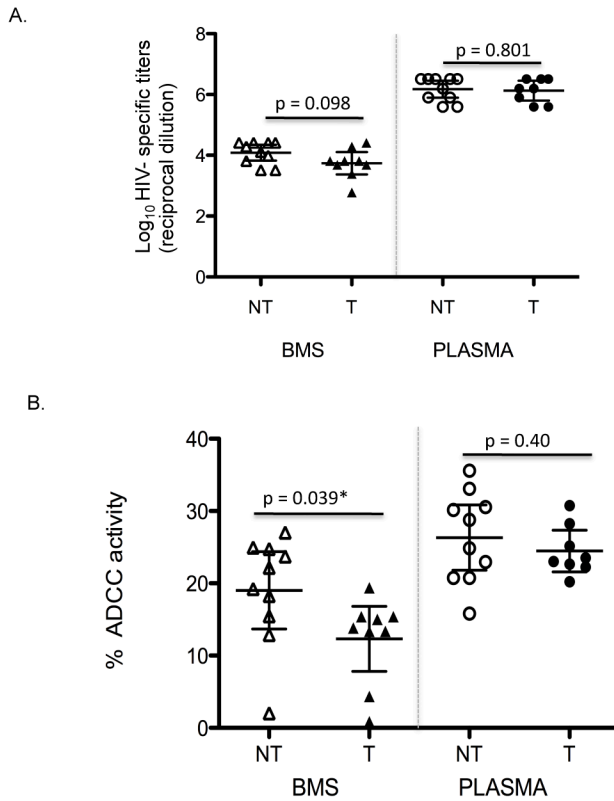 A.
Log10 HIV- specific titers
(reciprocal dilution)
8
6
4
2
0
p = 0.098
p = 0.801
NT
T
NT
T
BMS
PLASMA
B.
% ADCC activity
40
30
20
10
0
p = 0.039*
p = 0.40
NT
T
NT
T
BMS
PLASMA